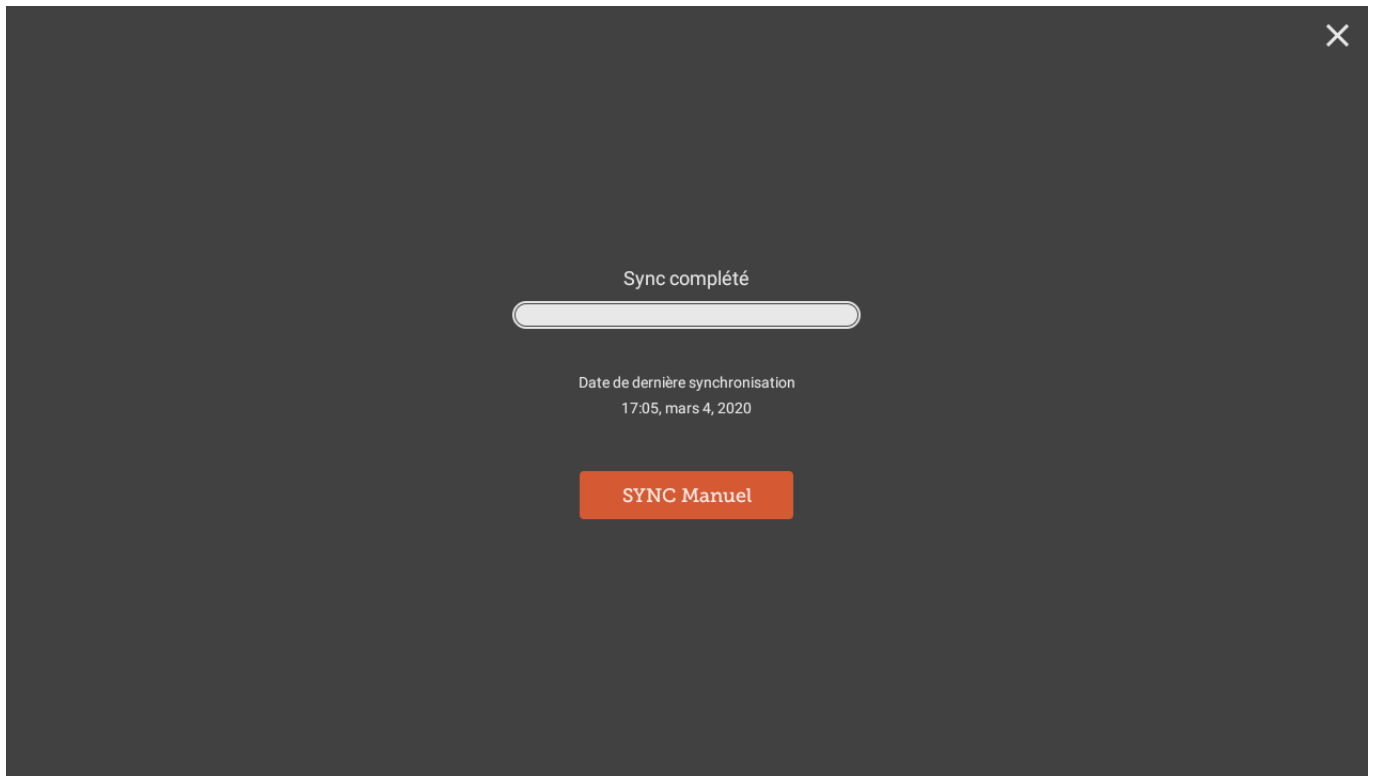 Sync complété
Date de dernière synchronisation
17:05, mars 4, 2020
SYNC Manuel